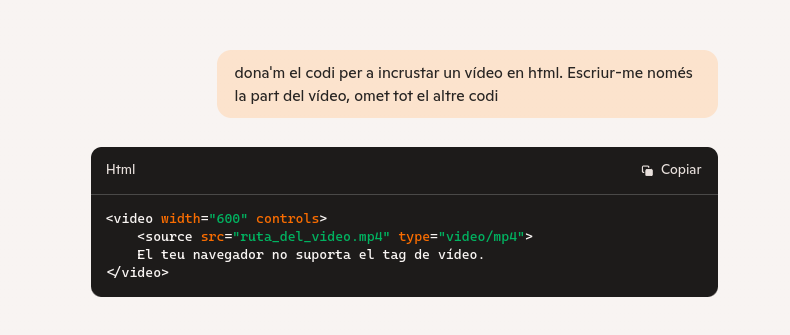 dona'm el codi per a incrustar un vídeo en html. Escriur-me només
la part del vídeo, omet tot el altre codi
Html
Copiar
<video width="600" controls>
    <source src="ruta_del_video.mp4" type="video/mp4">
    El teu navegador no suporta el tag de vídeo.
</video>